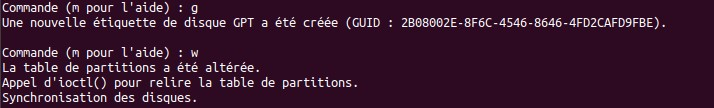 Commande (m pour l'aide) : g
Une nouvelle étiquette de disque GPT a été créée (GUID : 2B08002E-8F6C-4546-8646-4FD2CAFD9FBE).
Commande (m pour l'aide) : w
La table de partitions a été altérée.
Appel d'ioctl() pour relire la table de partitions.
Synchronisation des disques.